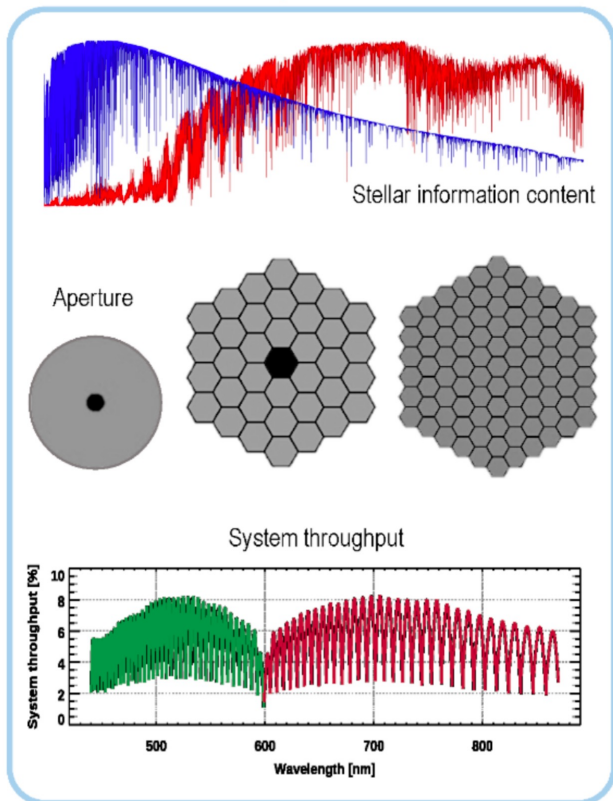 Stellar information content
Aperture
System throughput
System throughput [%]
10
8
6
4
2
0
500
600
700
800
Wavelength [nm]